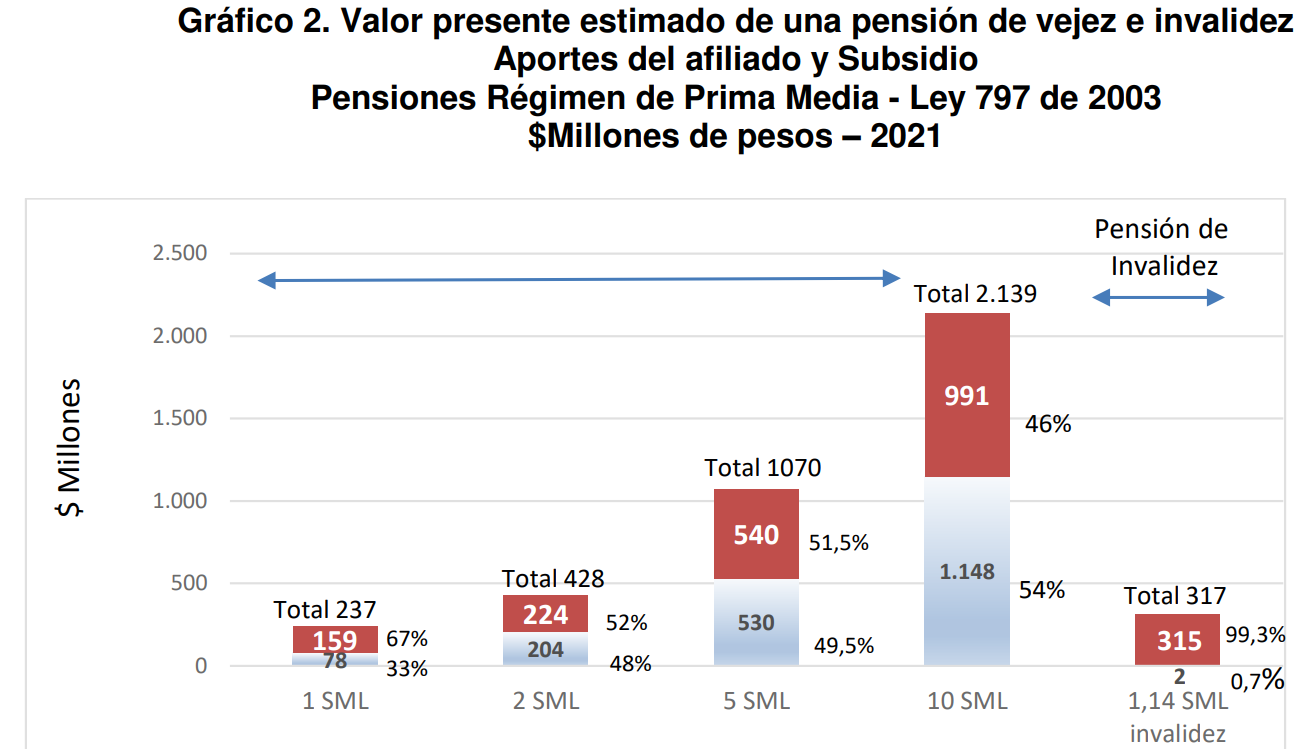 Gráfico 2. Valor presente estimado de una pensión de vejez e invalidez
Aportes del afiliado y Subsidio
Pensiones Régimen de Prima Media - Ley 797 de 2003
$Millones de pesos – 2021
Pensión de
Invalidez
$ Millones
2.500
2.000
1.500
1.000
500
0
Total 237
159
67%
78
33%
Total 428
224
52%
204
48%
Total 1070
540
51,5%
530
49,5%
Total 2.139
991
46%
1.148
54%
Total 317
315
99,3%
2
0,7%
1 SML
2 SML
5 SML
10 SML
1,14 SML
invalidez